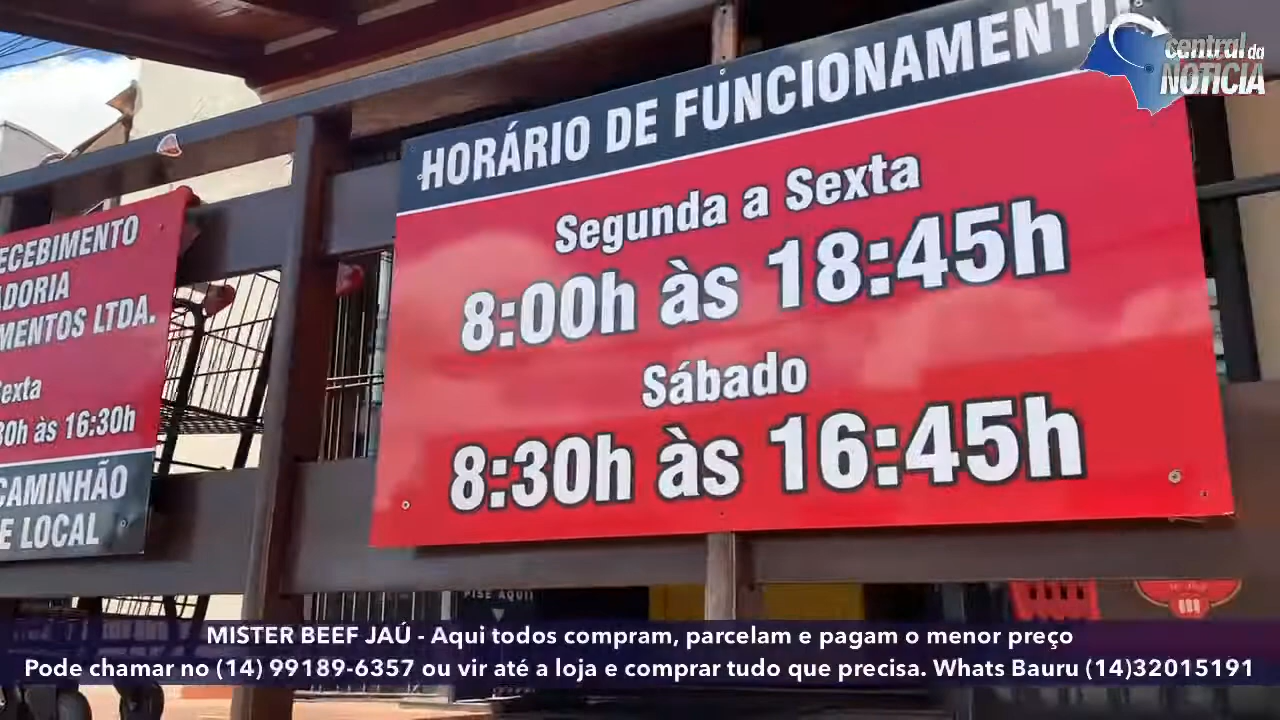 central da
NOTÍCIA
HORÁRIO DE FUNCIONAMENTO
Segunda a Sexta
8:00h às 18:45h
Sábado
8:30h às 16:45h
ECEBIMENTO
ADORIA
MENTOS LTDA.
Sexta
30h às 16:30h
CAMINHÃO
E LOCAL
PISE AQUI
MISTER BEEF JAÚ - Aqui todos compram, parcelam e pagam o menor preço
Pode chamar no (14) 99189-6357 ou vir até a loja e comprar tudo que precisa. Whats Bauru (14)32015191